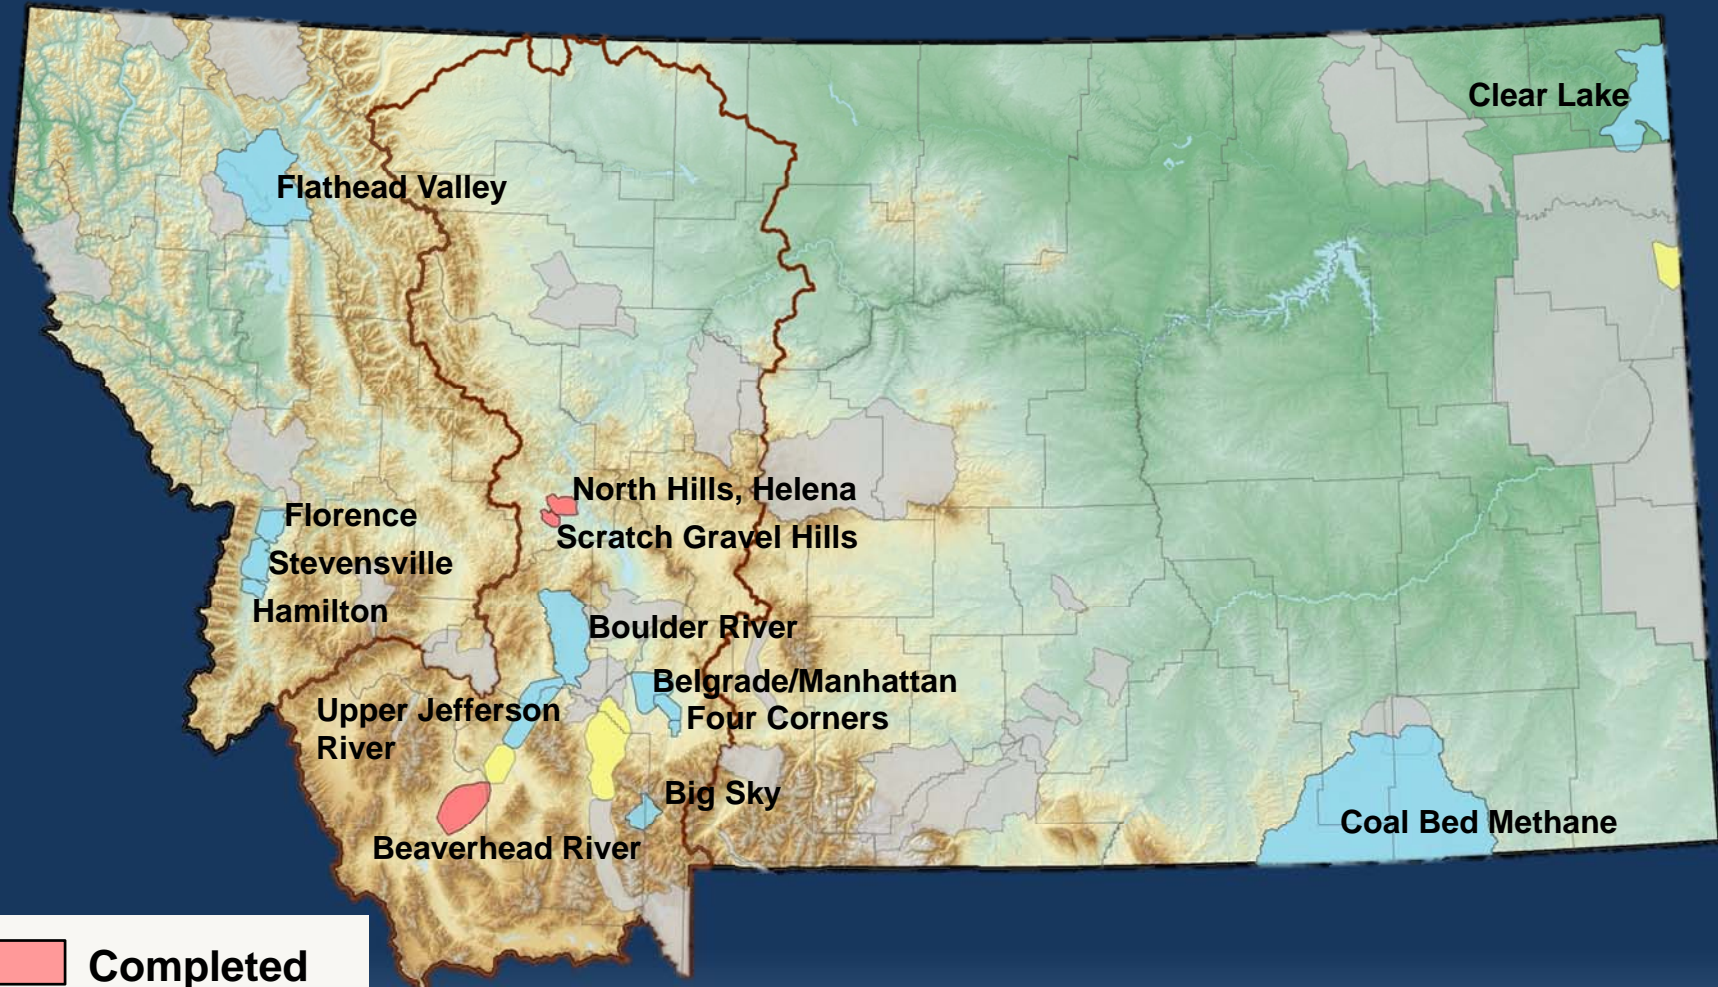 Clear Lake
Flathead Valley
North Hills, Helena
Scratch Gravel Hills
Florence
Stevensville
Hamilton
Boulder River
Belgrade/Manhattan
Four Corners
Upper Jefferson
River
Big Sky
Beaverhead River
Coal Bed Methane
Completed